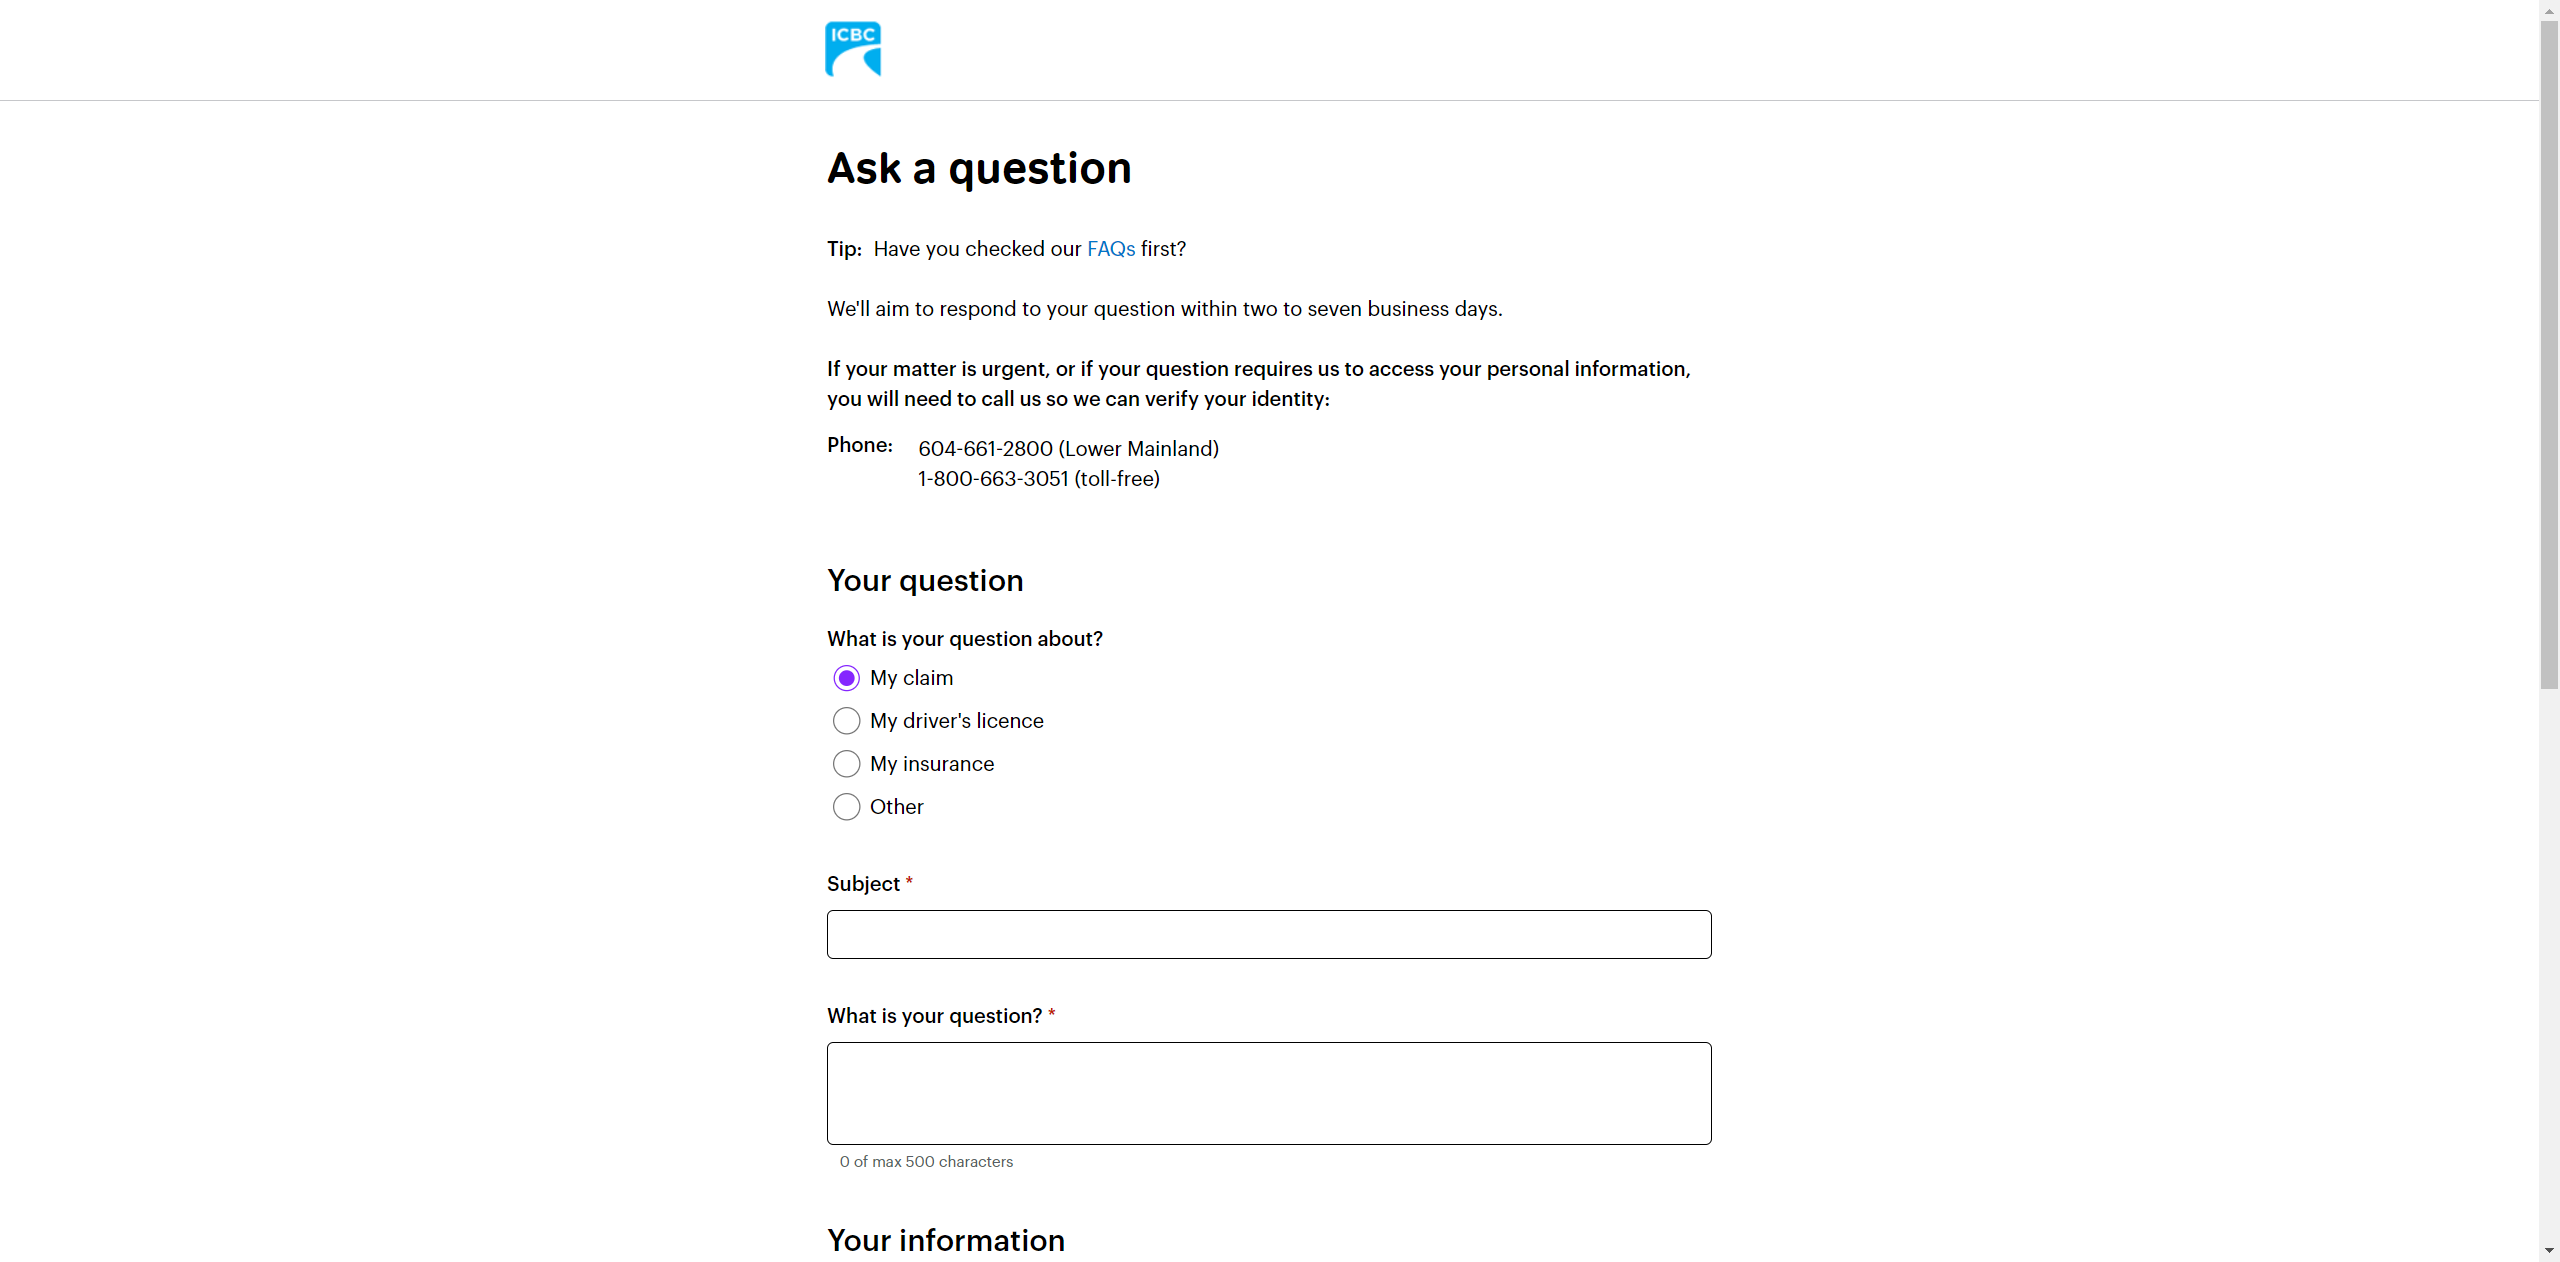 ICBC
Ask a question
Tip: Have you checked our FAQs first?
We'll aim to respond to your question within two to seven business days.
If your matter is urgent, or if your question requires us to access your personal information,
you will need to call us so we can verify your identity:
Phone: 604-661-2800 (Lower Mainland)
1-800-663-3051 (toll-free)
Your question
What is your question about?
My claim
My driver's licence
My insurance
Other
Subject *
What is your question? *
0 of max 500 characters
Your information